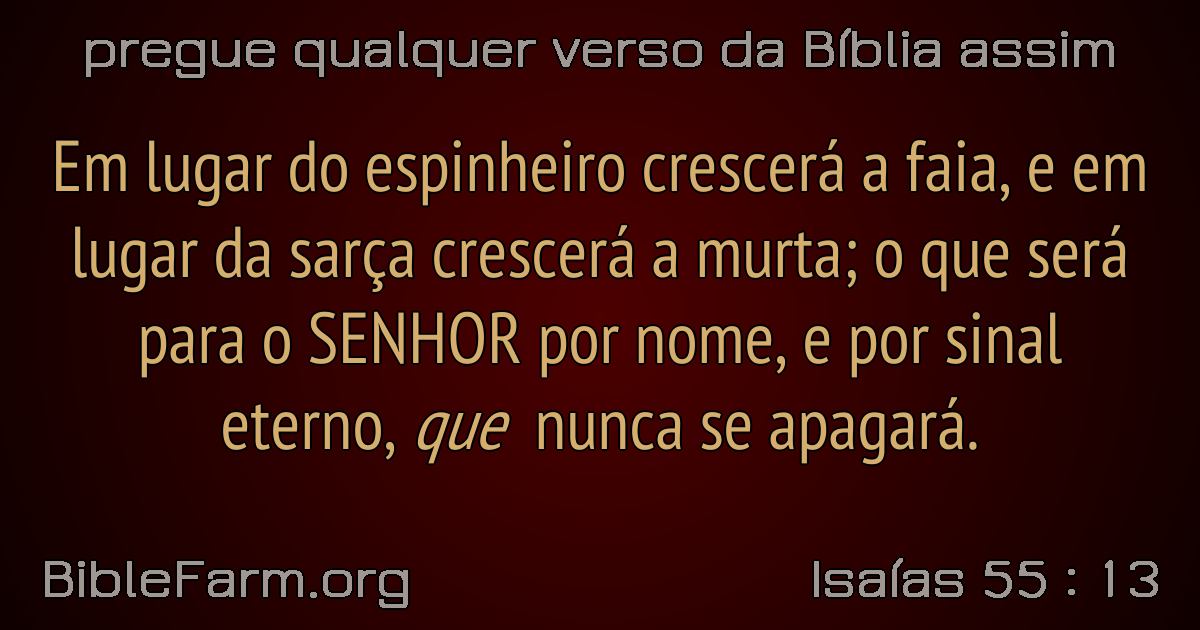 pregue qualquer verso da Bíblia assim
Em lugar do espinheiro crescerá a faia, e em
lugar da sarça crescerá a murta; o que será
para o SENHOR por nome, e por sinal
eterno, que nunca se apagará.
BibleFarm.org
Isaías 55 : 13